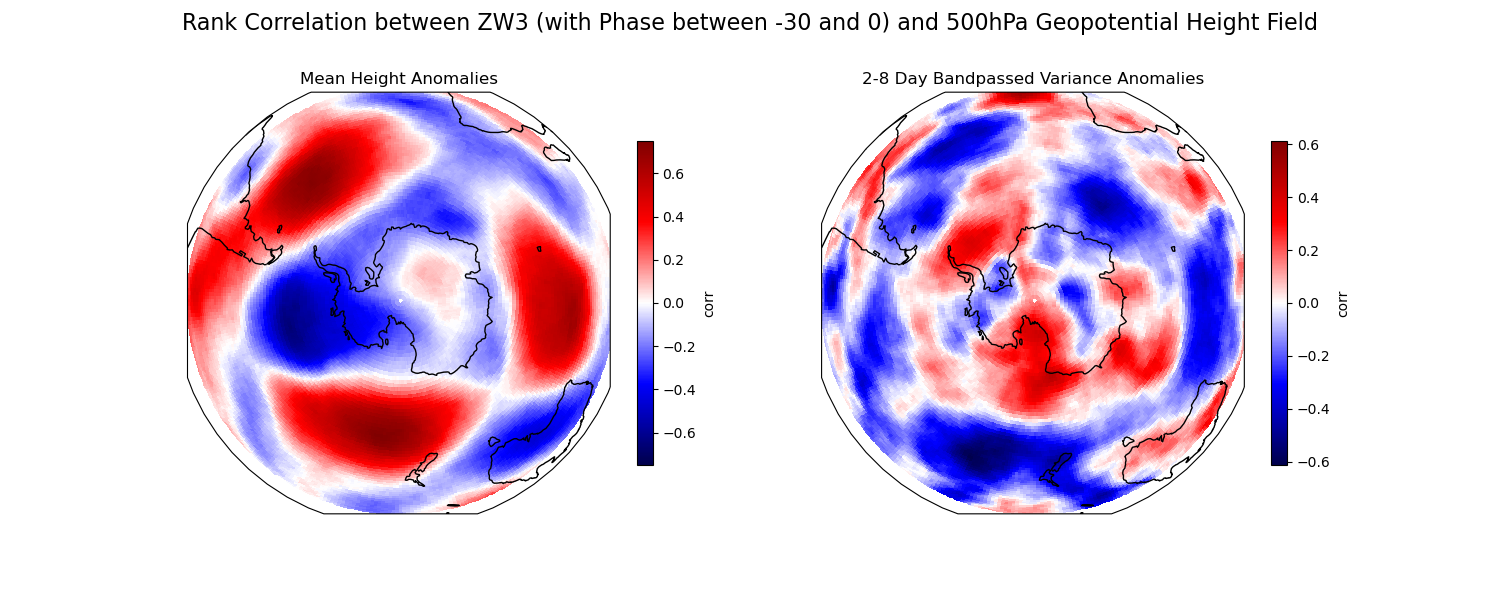 Rank Correlation between ZW3 (with Phase between -30 and 0) and 500hPa Geopotential Height Field
Mean Height Anomalies
0.6
0.4
0.2
0.0
−0.2
−0.4
−0.6
corr
2-8 Day Bandpassed Variance Anomalies
0.6
0.4
0.2
0.0
−0.2
−0.4
−0.6
corr